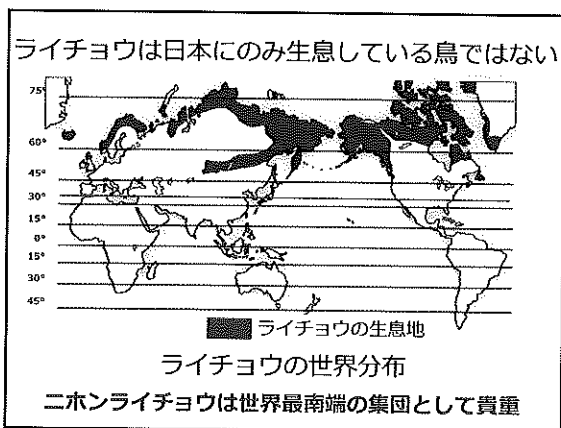 ライチョウは日本にのみ生息している鳥ではない
75°
60°
45°
30°
15°
0°
15°
30°
45°
ライチョウの生息地
ライチョウの世界分布
ニホンライチョウは世界最南端の集団として貴重